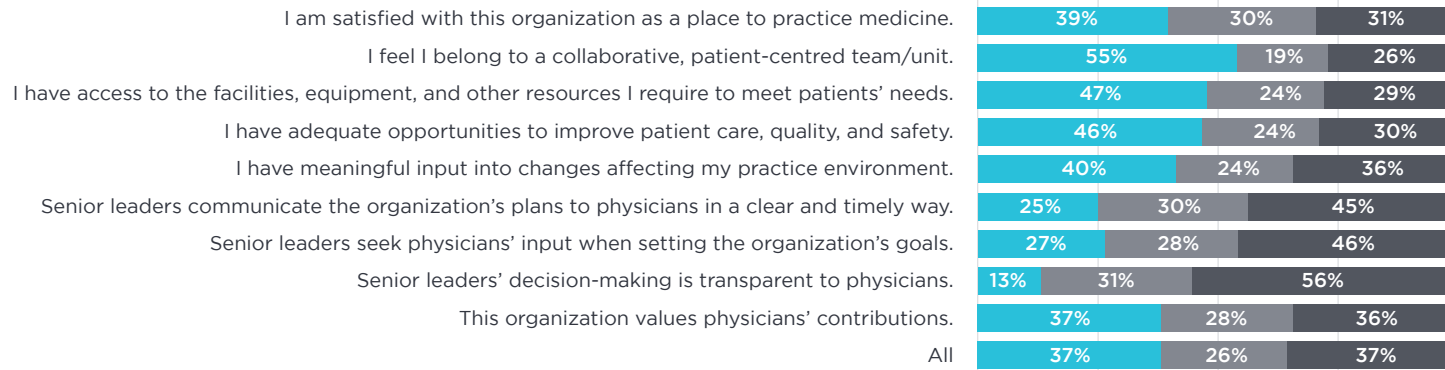 I am satisfied with this organization as a place to practice medicine. 39% 30% 31%
I feel I belong to a collaborative, patient-centred team/unit. 55% 19% 26%
I have access to the facilities, equipment, and other resources I require to meet patients’ needs. 47% 24% 29%
I have adequate opportunities to improve patient care, quality, and safety. 46% 24% 30%
I have meaningful input into changes affecting my practice environment. 40% 24% 36%
Senior leaders communicate the organization’s plans to physicians in a clear and timely way. 25% 30% 45%
Senior leaders seek physicians’ input when setting the organization’s goals. 27% 28% 46%
Senior leaders’ decision-making is transparent to physicians. 13% 31% 56%
This organization values physicians’ contributions. 37% 28% 36%
All 37% 26% 37%